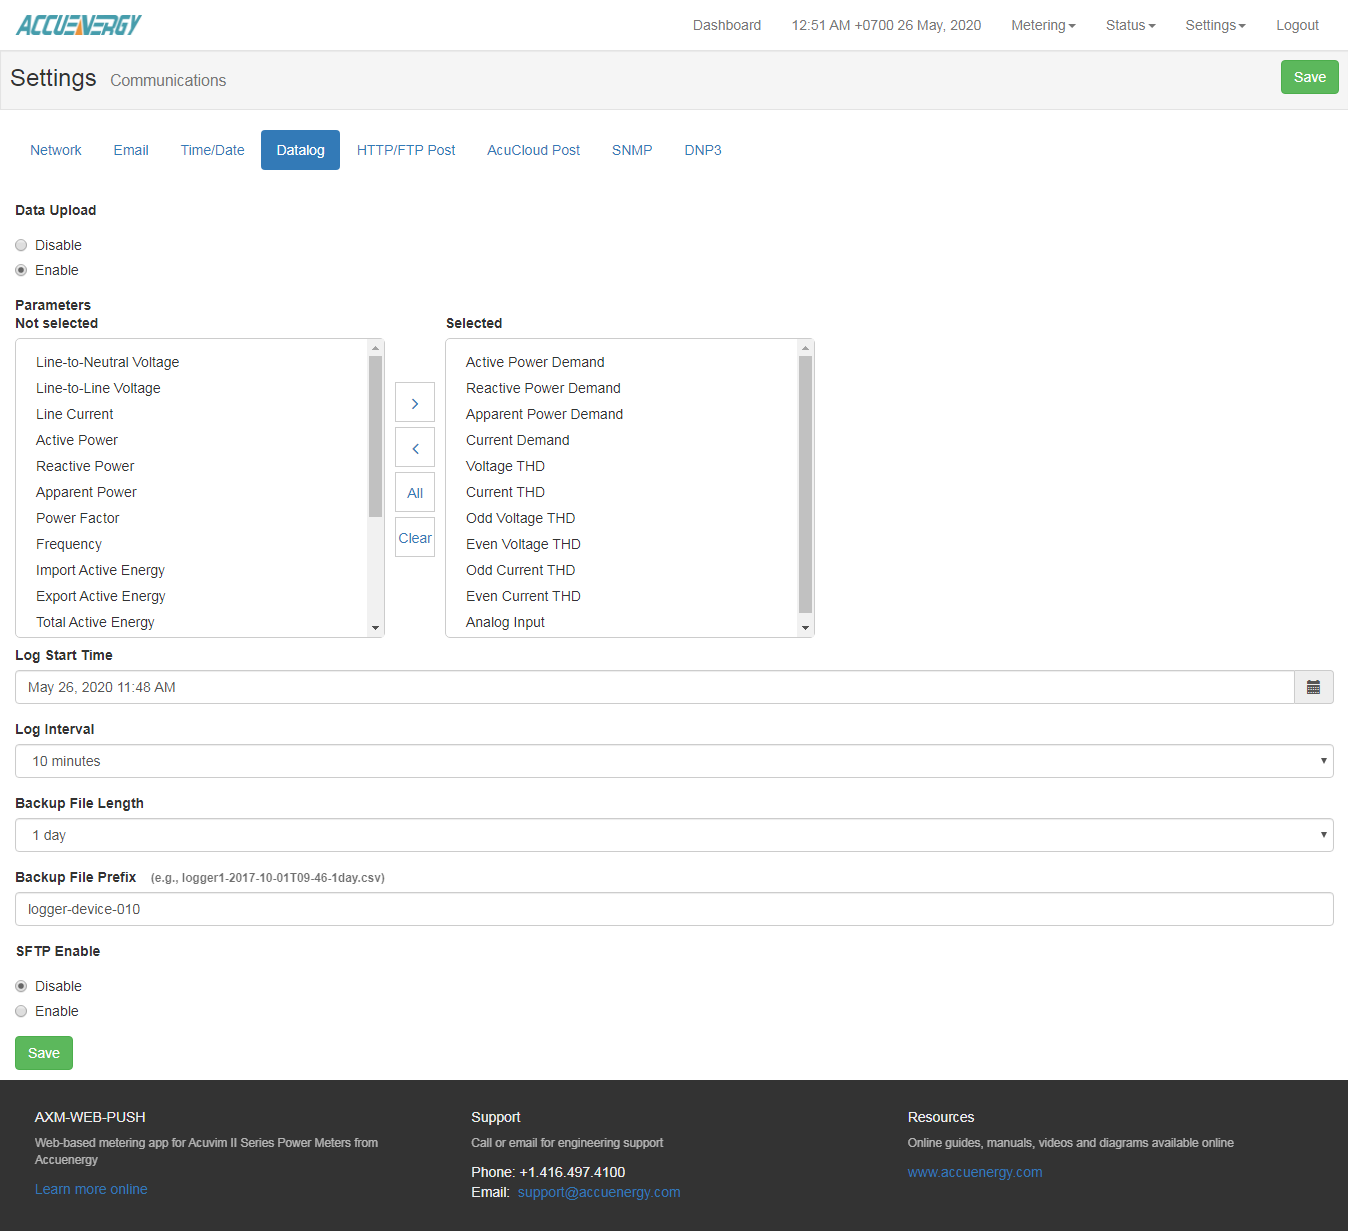 ACCUENERGY Dashboard 12:51 AM +0700 26 May, 2020 Metering Status Settings Logout
Settings Communications Save
Network Email Time/Date Datalog HTTP/FTP Post AcuCloud Post SNMP DNP3
Data Upload
Disable
Enable
Parameters
Not selected
Line-to-Neutral Voltage
Line-to-Line Voltage
Line Current
Active Power
Reactive Power
Apparent Power
Power Factor
Frequency
Import Active Energy
Export Active Energy
Total Active Energy
>
<
All
Clear
Selected
Active Power Demand
Reactive Power Demand
Apparent Power Demand
Current Demand
Voltage THD
Current THD
Odd Voltage THD
Even Voltage THD
Odd Current THD
Even Current THD
Analog Input
Log Start Time
May 26, 2020 11:48 AM
Log Interval
10 minutes
Backup File Length
1 day
Backup File Prefix (e.g., logger1-2017-10-01T09-46-1day.csv)
logger-device-010
SFTP Enable
Disable
Enable
Save
AXM-WEB-PUSH
Web-based metering app for Acuvim II Series Power Meters from
Accuenergy
Learn more online
Support
Call or email for engineering support
Phone: +1.416.497.4100
Email: support@accuenergy.com
Resources
Online guides, manuals, videos and diagrams available online
www.accuenergy.com